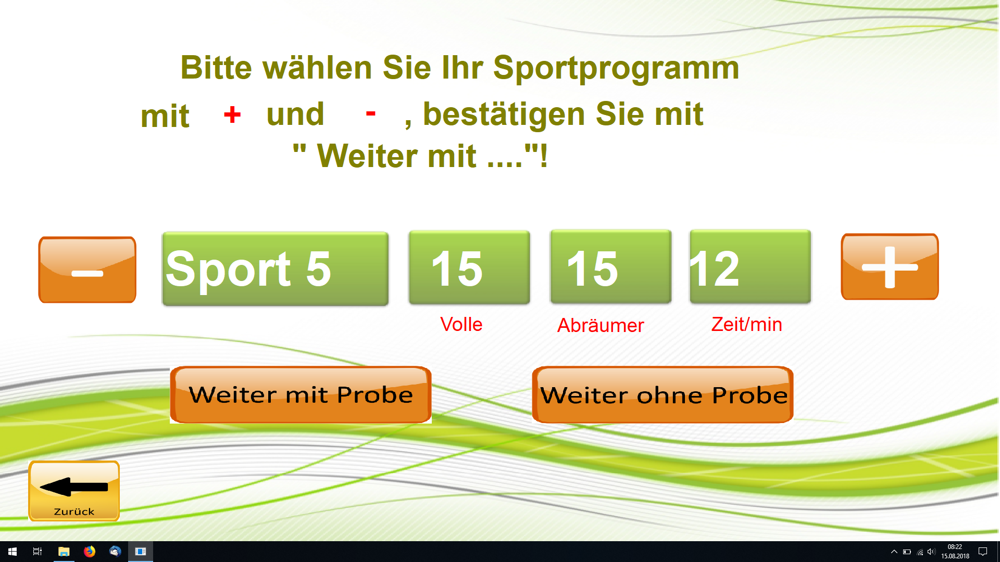 Bitte wählen Sie Ihr Sportprogramm
mit + und - , bestätigen Sie mit
" Weiter mit ...."!
Sport 5 15 15 12
Volle Abräumer Zeit/min
Weiter mit Probe Weiter ohne Probe
Zurück
08:22
15.08.2018